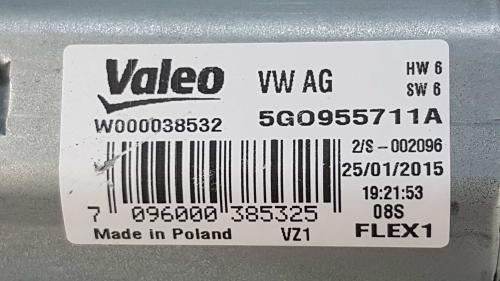 Valeo VW AG HW 6
SW 6
W000038532 5G0955711A
2/S-002096
25/01/2015
19:21:53
7 096000 385325 08S
Made in Poland VZ1 FLEX1